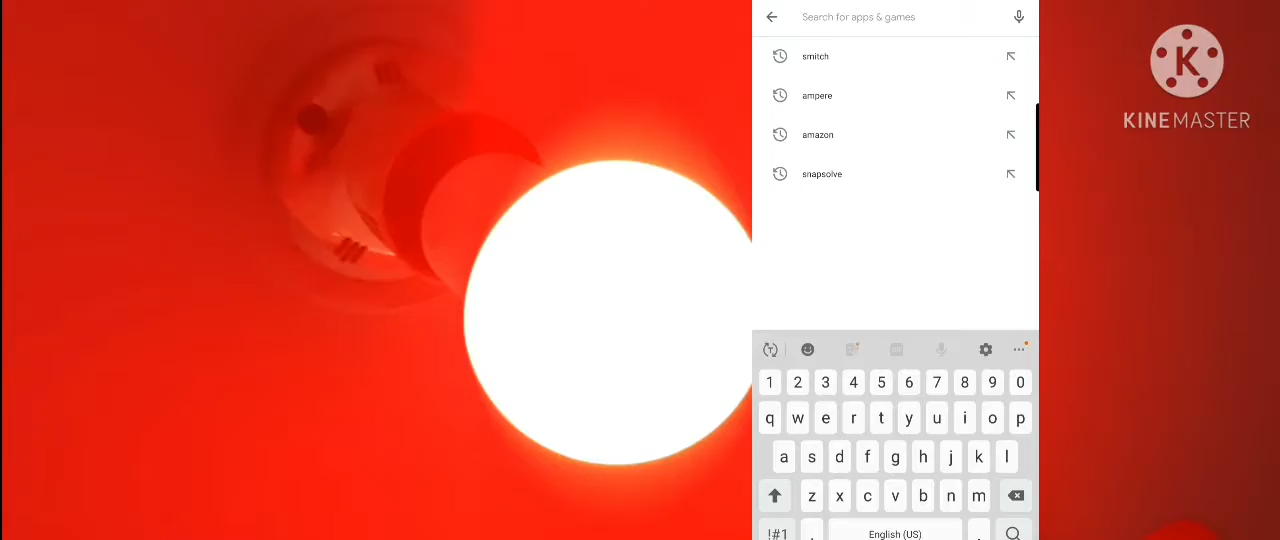 Search for apps & games
smitch
ampere
amazon
snapsolve
1 2 3 4 5 6 7 8 9 0
q w e r t y u i o p
a s d f g h j k l
z x c v b n m
!#1 , English (US) .
K
KINEMASTER